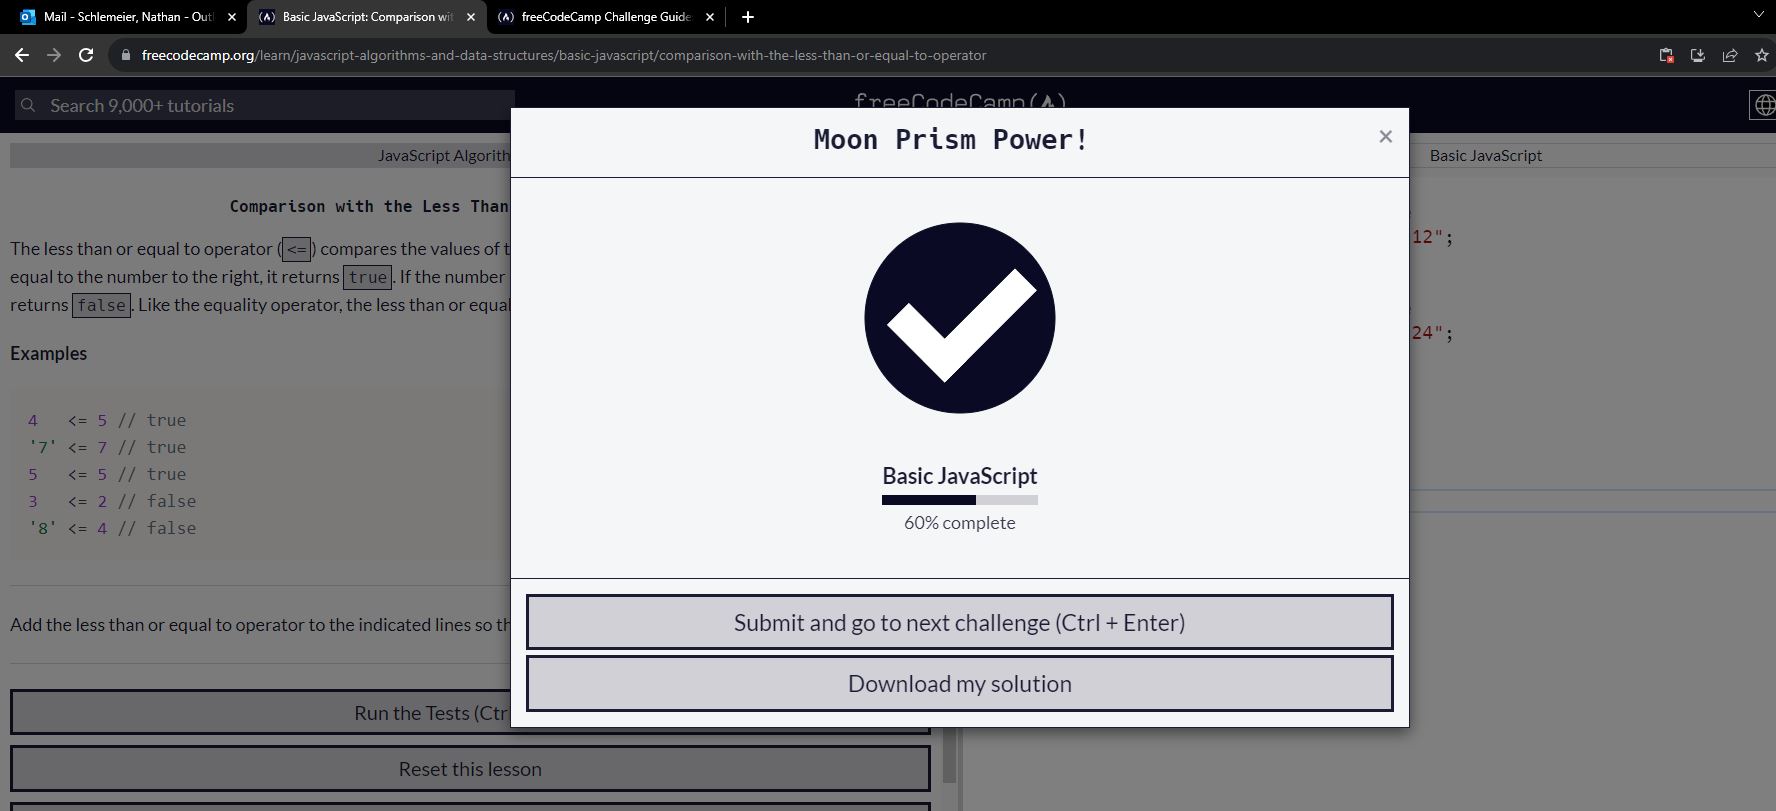 Mail - Schlemeier, Nathan - Outl
Basic JavaScript: Comparison wit
freeCodeCamp Challenge Guide
freecodecamp.org/learn/javascript-algorithms-and-data-structures/basic-javascript/comparison-with-the-less-than-or-equal-to-operator
Search 9,000+ tutorials
freeCodeCamp
Moon Prism Power!
JavaScript Algorith
Basic JavaScript
Comparison with the Less Than
The less than or equal to operator (<=) compares the values of t
equal to the number to the right, it returns true. If the number
returns false. Like the equality operator, the less than or equal
12";
24";
Examples
4 <= 5 // true
'7' <= 7 // true
5 <= 5 // true
3 <= 2 // false
'8' <= 4 // false
Basic JavaScript
60% complete
Add the less than or equal to operator to the indicated lines so th
Submit and go to next challenge (Ctrl + Enter)
Download my solution
Run the Tests (Ctr
Reset this lesson